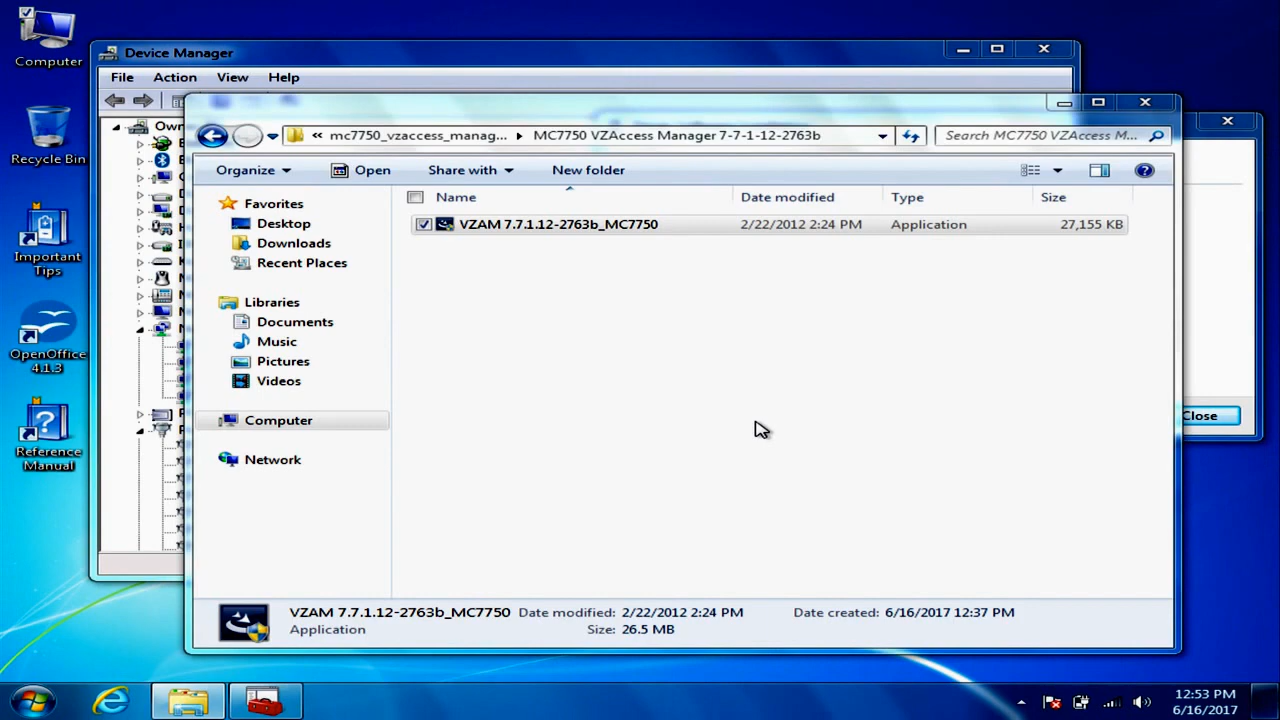 Computer
Recycle Bin
Important
Tips
OpenOffice
4.1.3
Reference
Manual
Device Manager
File Action View Help
mc7750_vzaccess_manag... MC7750 VZAccess Manager 7-7-1-12-2763b
Search MC7750 VZAccess M...
Organize Open Share with New folder
Name Date modified Type Size
VZAM 7.7.1.12-2763b_MC7750 2/22/2012 2:24 PM Application 27,155 KB
Favorites
Desktop
Downloads
Recent Places
Libraries
Documents
Music
Pictures
Videos
Computer
Network
Close
VZAM 7.7.1.12-2763b_MC7750 Date modified: 2/22/2012 2:24 PM Date created: 6/16/2017 12:37 PM
Application Size: 26.5 MB
12:53 PM
6/16/2017